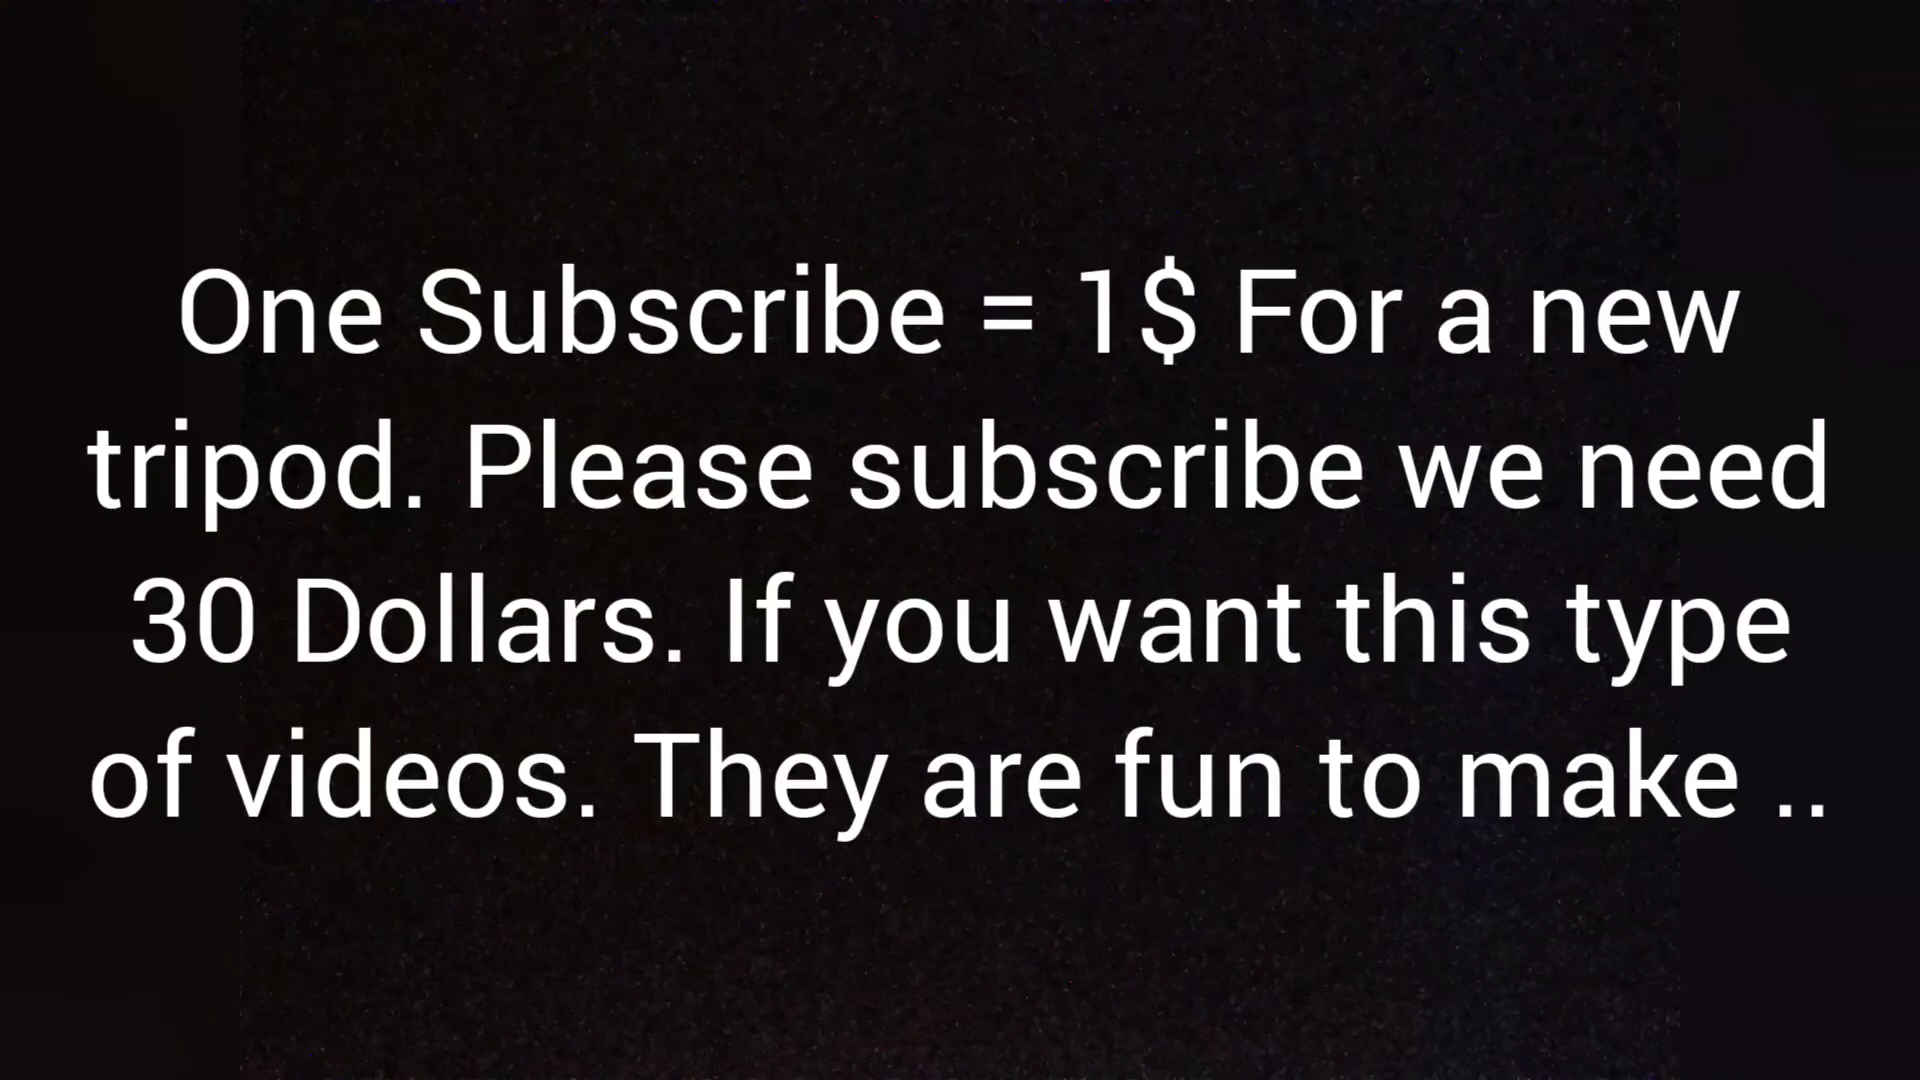 One Subscribe = 1$ For a new
tripod. Please subscribe we need
30 Dollars. If you want this type
of videos. They are fun to make ..